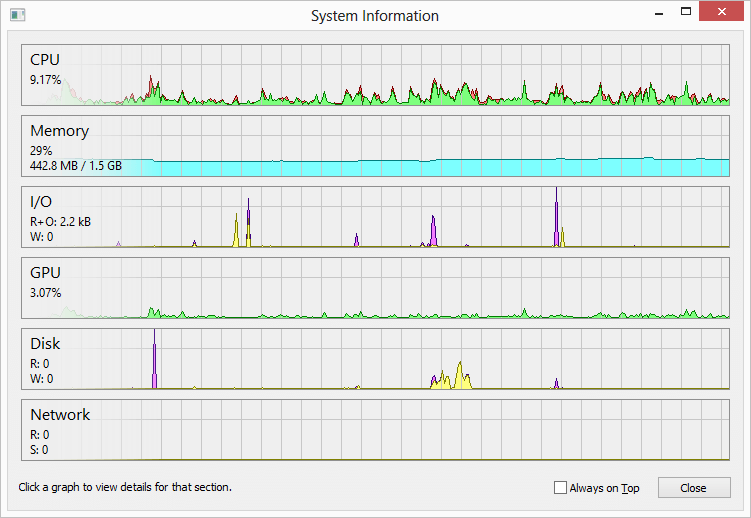 System Information
CPU
9.17%
Memory
29%
442.8 MB / 1.5 GB
I/O
R+O: 2.2 kB
W: 0
GPU
3.07%
Disk
R: 0
W: 0
Network
R: 0
S: 0
Click a graph to view details for that section.
Always on Top
Close